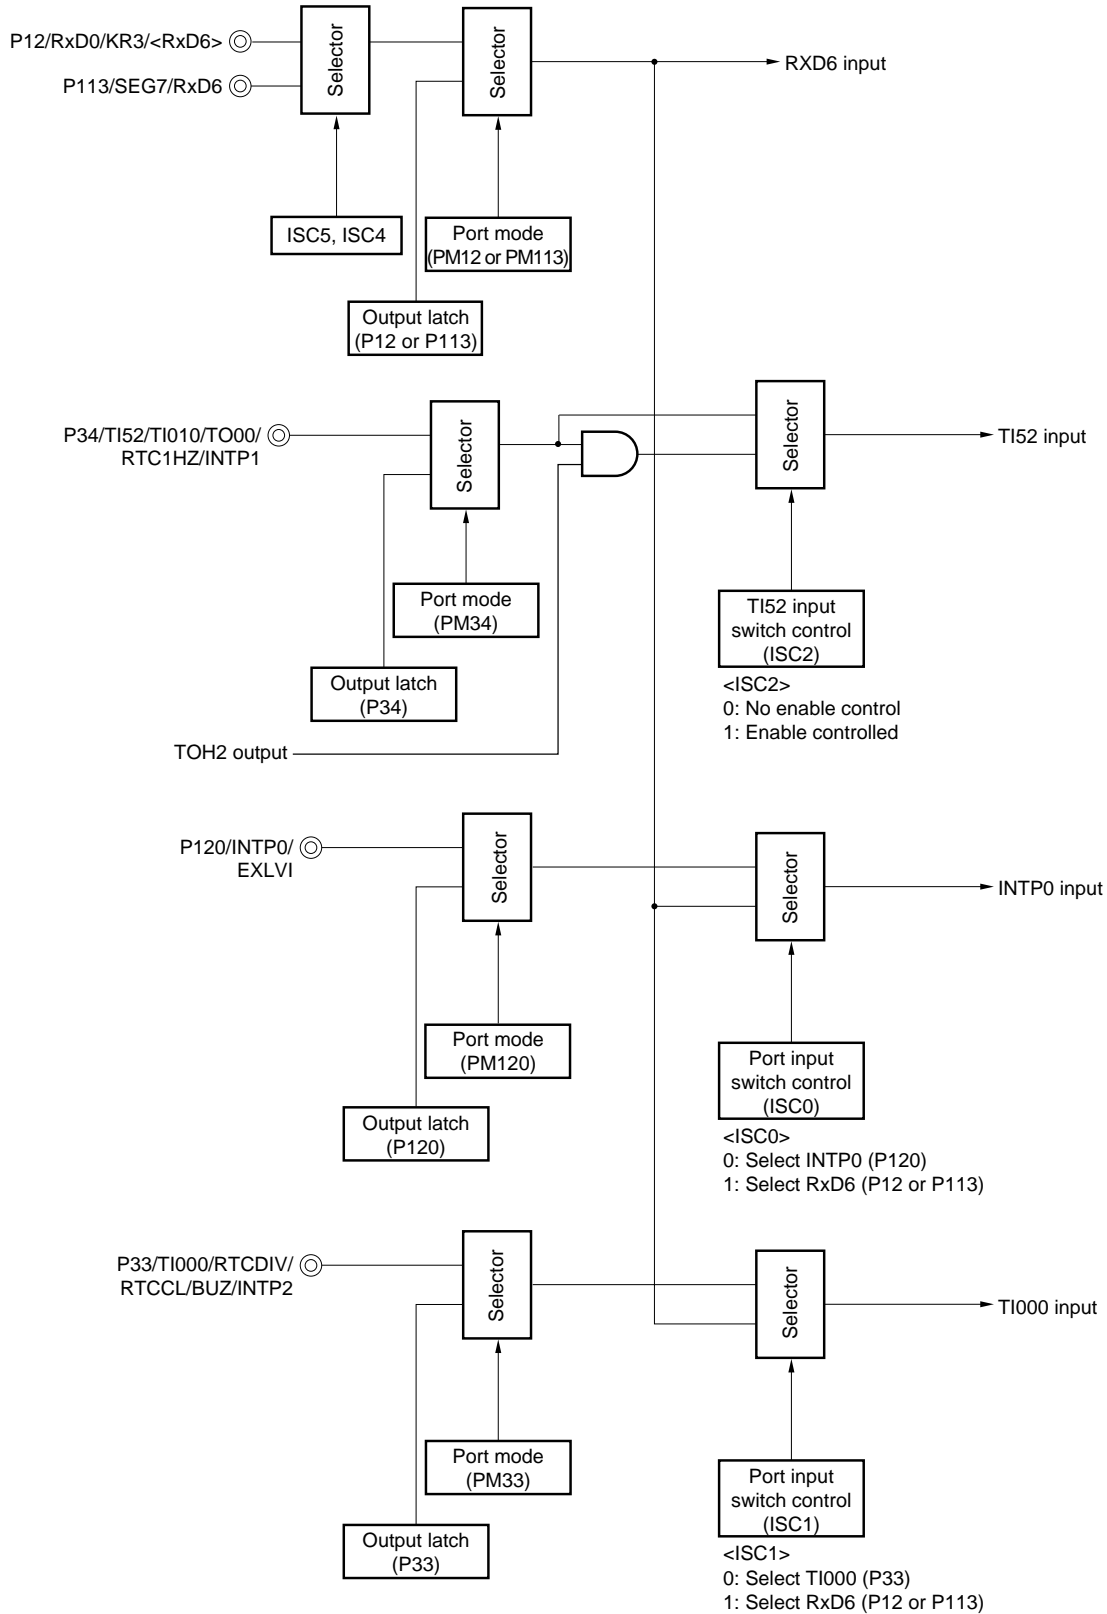 P12/RxD0/KR3/<RxD6>
P113/SEG7/RxD6
Selector
Selector
RXD6 input
ISC5, ISC4
Port mode
(PM12 or PM113)
Output latch
(P12 or P113)
P34/TI52/TI010/TO00/
RTC1HZ/INTP1
Selector
Selector
TI52 input
Port mode
(PM34)
Output latch
(P34)
TI52 input
switch control
(ISC2)
<ISC2>
0: No enable control
1: Enable controlled
TOH2 output
P120/INTP0/
EXLVI
Selector
Selector
INTP0 input
Port mode
(PM120)
Output latch
(P120)
Port input
switch control
(ISC0)
<ISC0>
0: Select INTP0 (P120)
1: Select RxD6 (P12 or P113)
P33/TI000/RTCDIV/
RTCCL/BUZ/INTP2
Selector
Selector
TI000 input
Port mode
(PM33)
Output latch
(P33)
Port input
switch control
(ISC1)
<ISC1>
0: Select TI000 (P33)
1: Select RxD6 (P12 or P113)